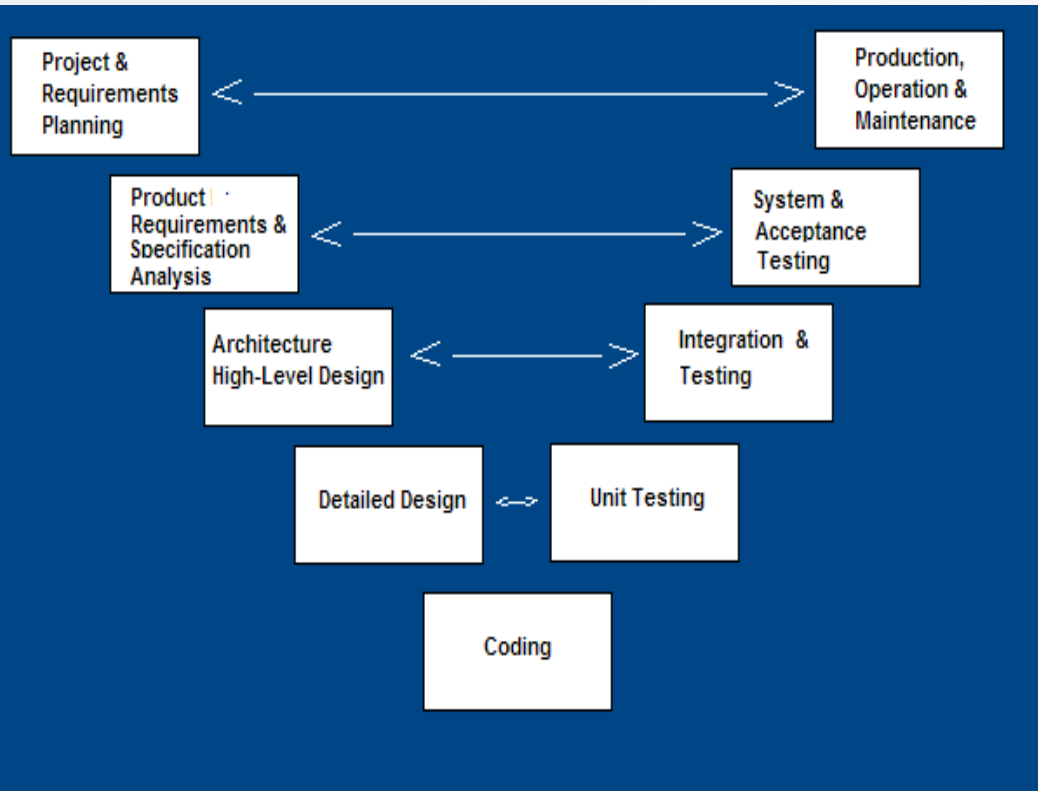 Project &
Requirements
Planning
Production,
Operation &
Maintenance
Product
Requirements &
Specification
Analysis
System &
Acceptance
Testing
Architecture
High-Level Design
Integration &
Testing
Detailed Design
Unit Testing
Coding